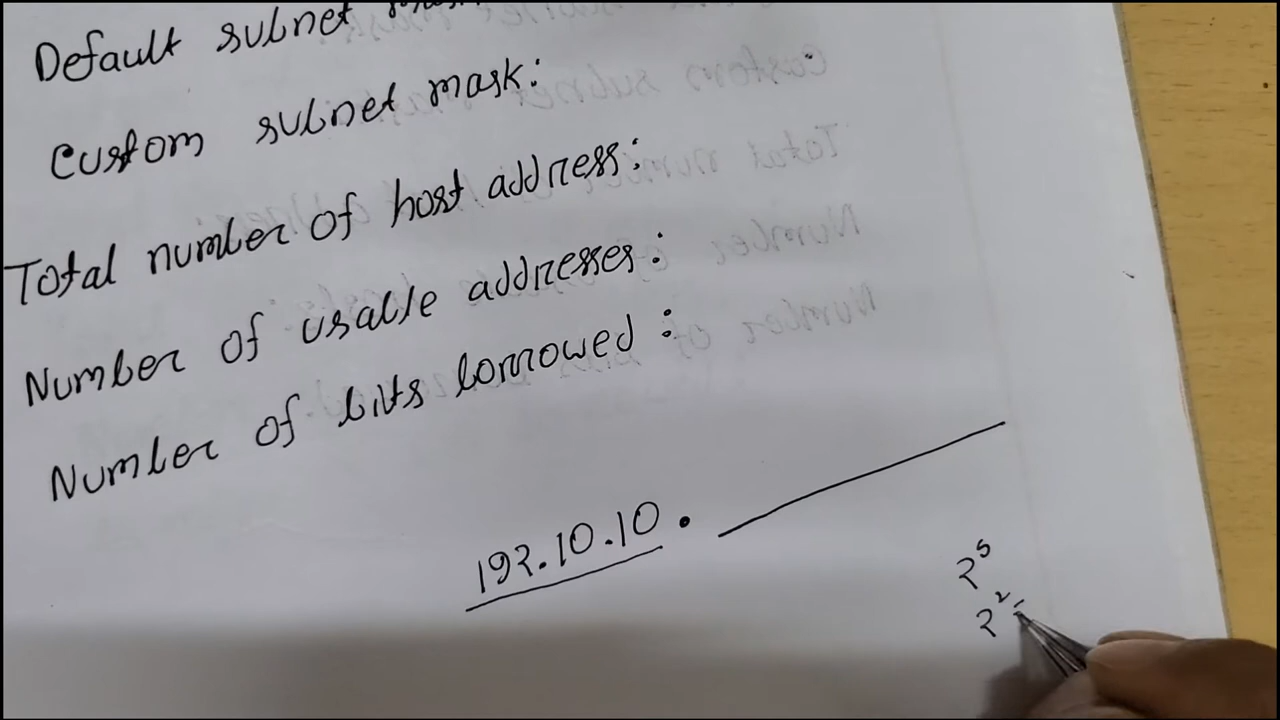 Default subnet
Custom subnet mask:
Total number of host address:
Number of usable addresses:
Number of bits borrowed:
192.10.10.
2⁵
2²=